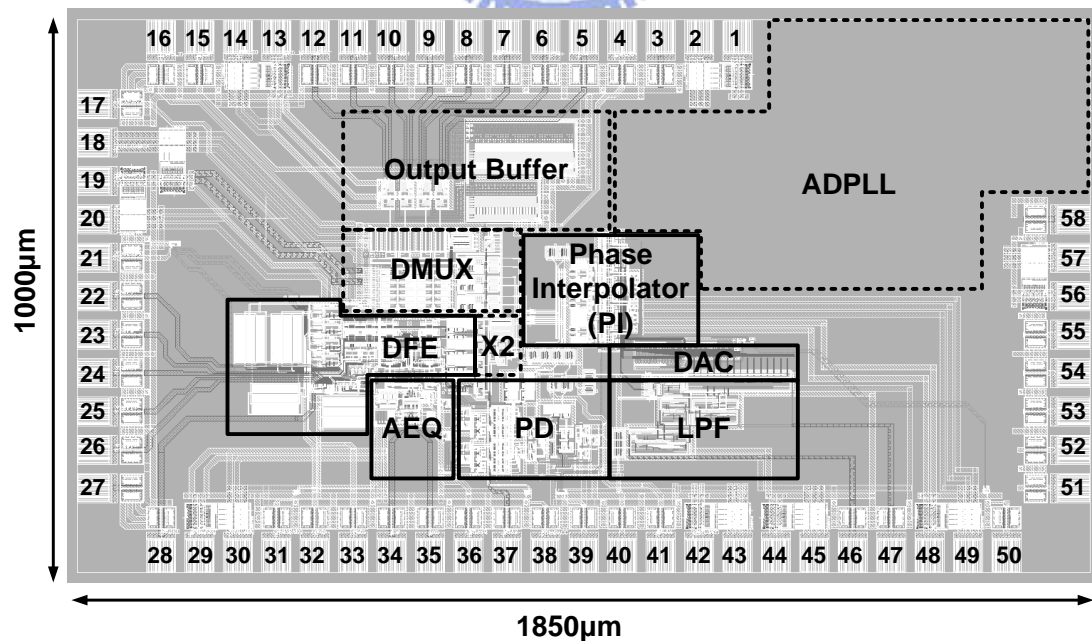 16 15 14 13 12 11 10 9 8 7 6 5 4 3 2 1
17
18
19
20
21
22
23
24
25
26
27
Output Buffer
ADPLL
DMUX
Phase
Interpolator
(PI)
DFE
X2
DAC
AEQ
PD
LPF
58
57
56
55
54
53
52
51
28 29 30 31 32 33 34 35 36 37 38 39 40 41 42 43 44 45 46 47 48 49 50
1000µm
1850µm